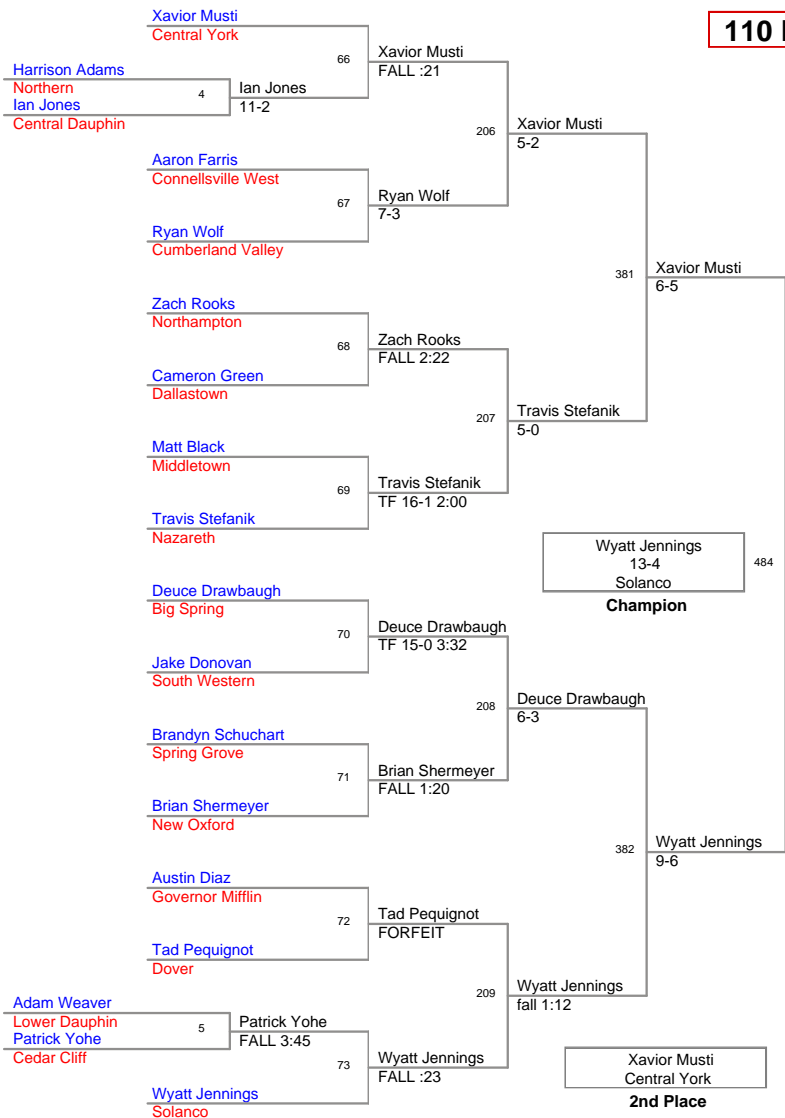 Xavior Musti
Central York
110
66
Xavior Musti
FALL :21
Harrison Adams
Northern
4
Ian Jones
11-2
Ian Jones
Central Dauphin
206
Xavior Musti
5-2
Aaron Farris
Connellsville West
67
Ryan Wolf
7-3
Ryan Wolf
Cumberland Valley
381
Xavior Musti
6-5
Zach Rooks
Northampton
68
Zach Rooks
FALL 2:22
Cameron Green
Dallastown
207
Travis Stefanik
5-0
Matt Black
Middletown
69
Travis Stefanik
TF 16-1 2:00
Travis Stefanik
Nazareth
Wyatt Jennings
13-4
Solanco
484
Champion
Deuce Drawbaugh
Big Spring
70
Deuce Drawbaugh
TF 15-0 3:32
Jake Donovan
South Western
208
Deuce Drawbaugh
6-3
Brandyn Schuchart
Spring Grove
71
Brian Shermeyer
FALL 1:20
Brian Shermeyer
New Oxford
382
Wyatt Jennings
9-6
Austin Diaz
Governor Mifflin
72
Tad Pequignot
FORFEIT
Tad Pequignot
Dover
209
Wyatt Jennings
fall 1:12
Adam Weaver
Lower Dauphin
5
Patrick Yohe
FALL 3:45
Patrick Yohe
Cedar Cliff
73
Wyatt Jennings
FALL :23
Wyatt Jennings
Solanco
Xavior Musti
Central York
2nd Place